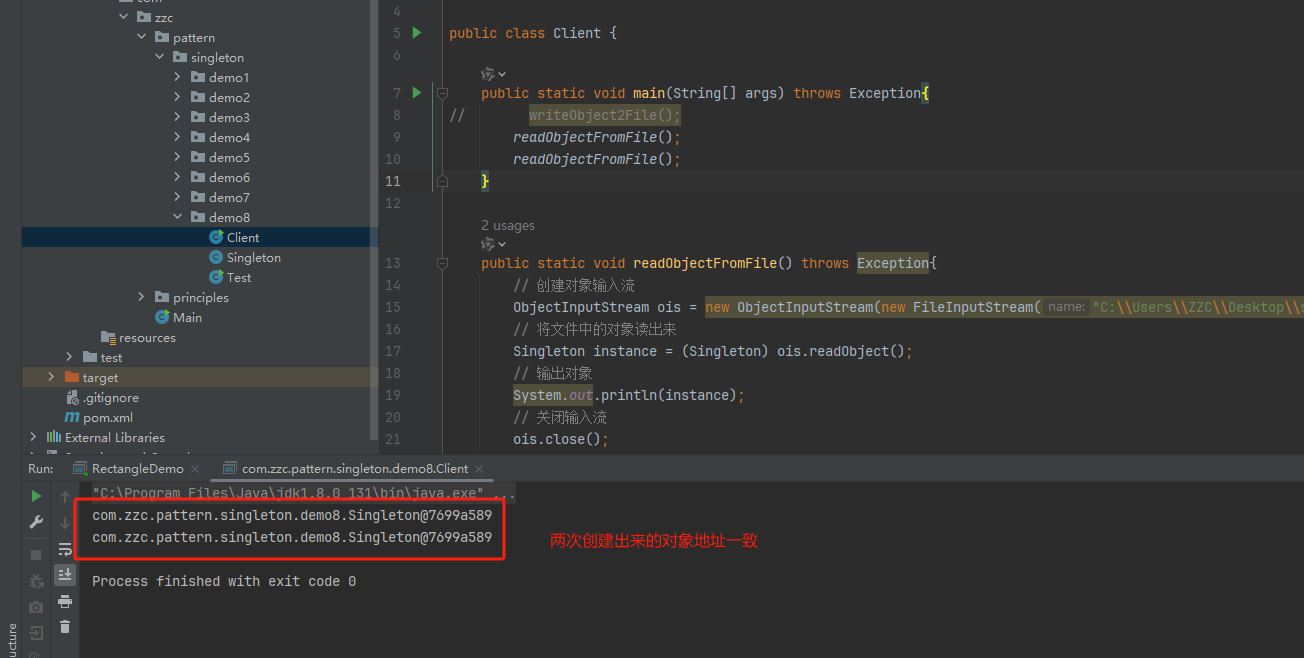 com
zzc
pattern
singleton
demo1
demo2
demo3
demo4
demo5
demo6
demo7
demo8
Client
Singleton
Test
principles
Main
resources
test
target
.gitignore
pom.xml
External Libraries
4
5 public class Client {
6
7 public static void main(String[] args) throws Exception{
8 // writeObject2File();
9 readObjectFromFile();
10 readObjectFromFile();
11 }
12
2 usages
13 public static void readObjectFromFile() throws Exception{
14 // 创建对象输入流
15 ObjectInputStream ois = new ObjectInputStream(new FileInputStream( name: "C:\\Users\\ZZC\\Desktop\\s
16 // 将文件中的对象读出来
17 Singleton instance = (Singleton) ois.readObject();
18 // 输出对象
19 System.out.println(instance);
20 // 关闭输入流
21 ois.close();
Run: RectangleDemo com.zzc.pattern.singleton.demo8.Client
"C:\Program Files\Java\jdk1.8.0_131\bin\java.exe" ...
com.zzc.pattern.singleton.demo8.Singleton@7699a589
com.zzc.pattern.singleton.demo8.Singleton@7699a589
两次创建出来的对象地址一致
Process finished with exit code 0
ucture